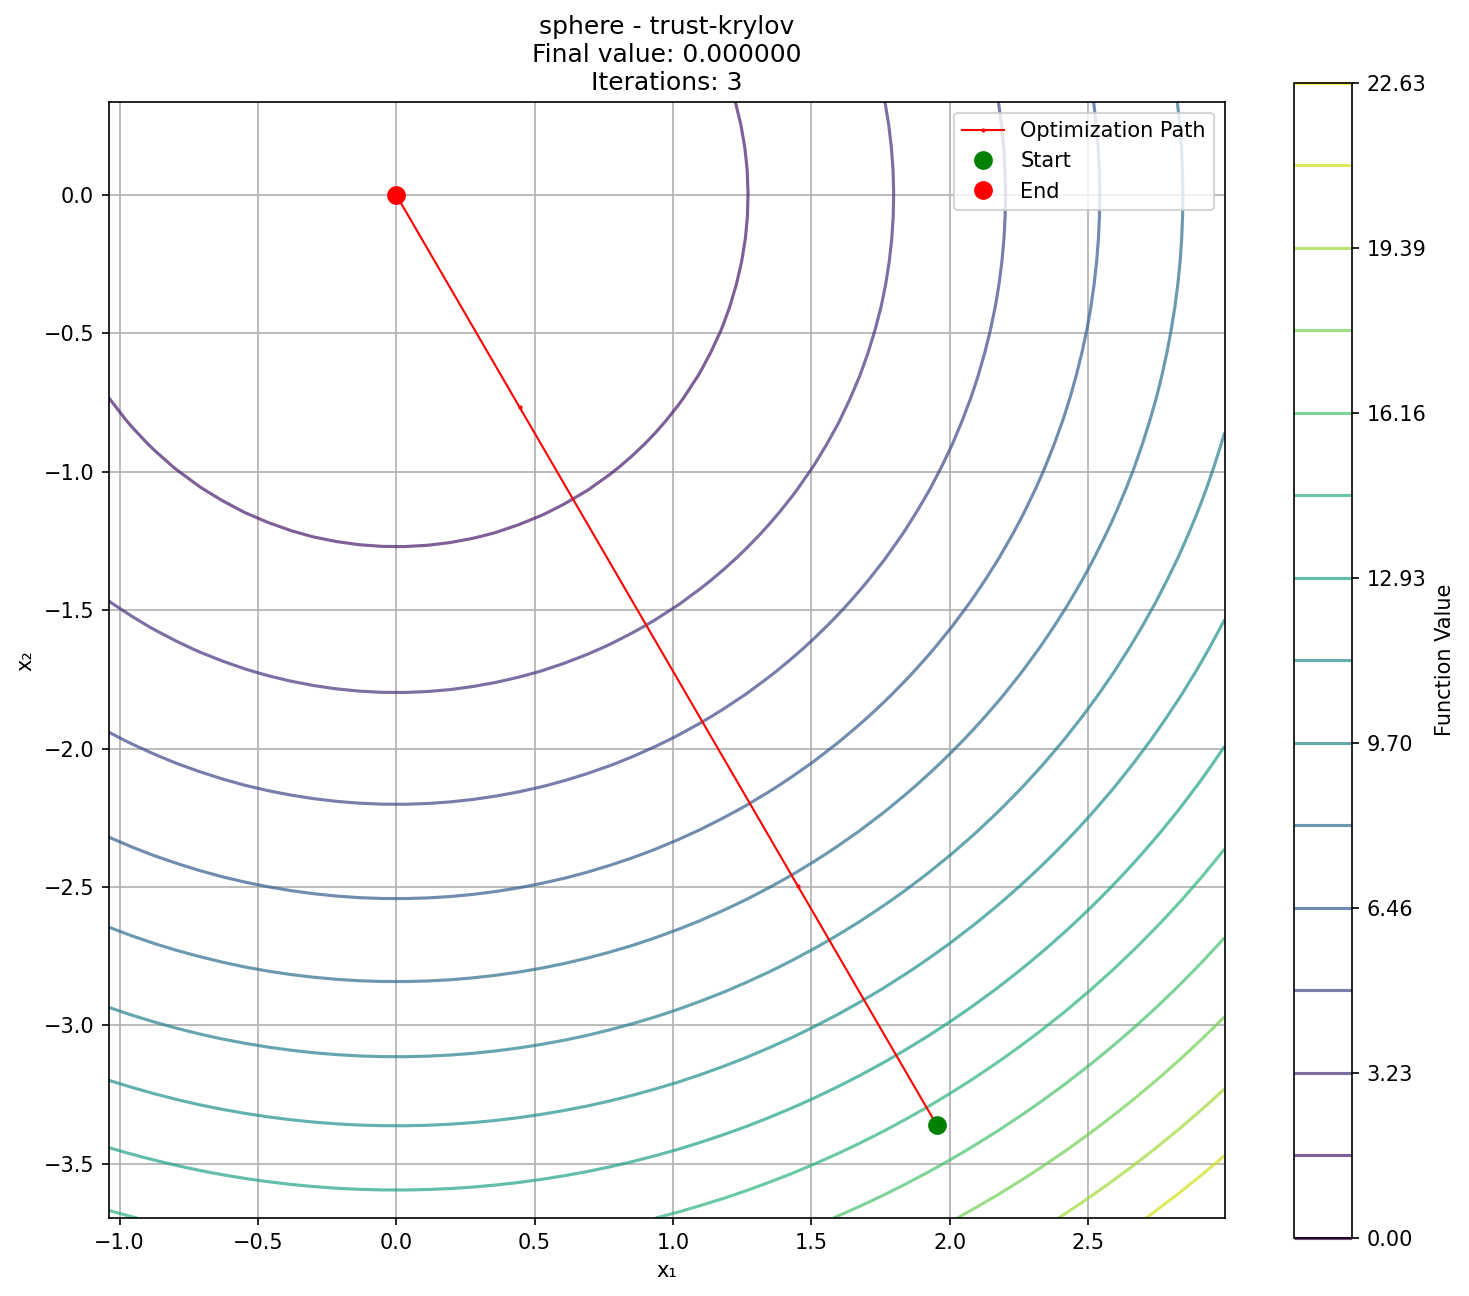 sphere - trust-krylov
Final value: 0.000000
Iterations: 3
Optimization Path
Start
End
0.0
−0.5
−1.0
−1.5
−2.0
−2.5
−3.0
−3.5
x₂
−1.0
−0.5
0.0
0.5
1.0
1.5
2.0
2.5
x₁
22.63
19.39
16.16
12.93
9.70
6.46
3.23
0.00
Function Value